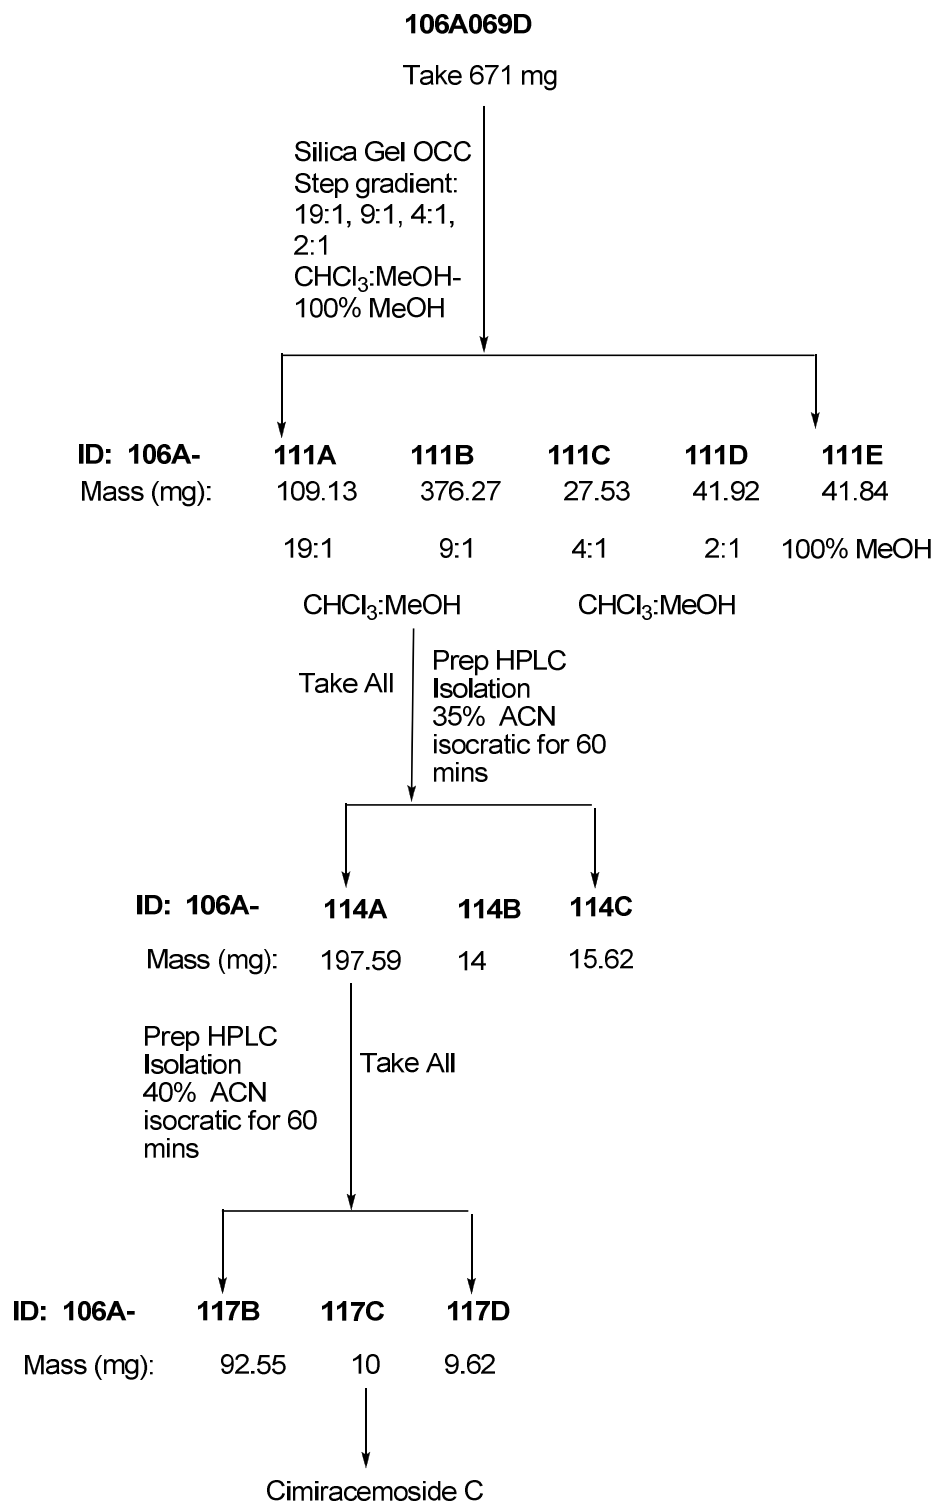 106A069D
Take 671 mg
Silica Gel OCC
Step gradient:
19:1, 9:1, 4:1,
2:1
CHCl₃:MeOH-
100% MeOH
ID: 106A- 111A 111B 111C 111D 111E
Mass (mg): 109.13 376.27 27.53 41.92 41.84
19:1 9:1 4:1 2:1 100% MeOH
CHCl₃:MeOH CHCl₃:MeOH
Take All
Prep HPLC
Isolation
35% ACN
isocratic for 60
mins
ID: 106A- 114A 114B 114C
Mass (mg): 197.59 14 15.62
Prep HPLC
Isolation
40% ACN
isocratic for 60
mins
Take All
ID: 106A- 117B 117C 117D
Mass (mg): 92.55 10 9.62
Cimiracemoside C